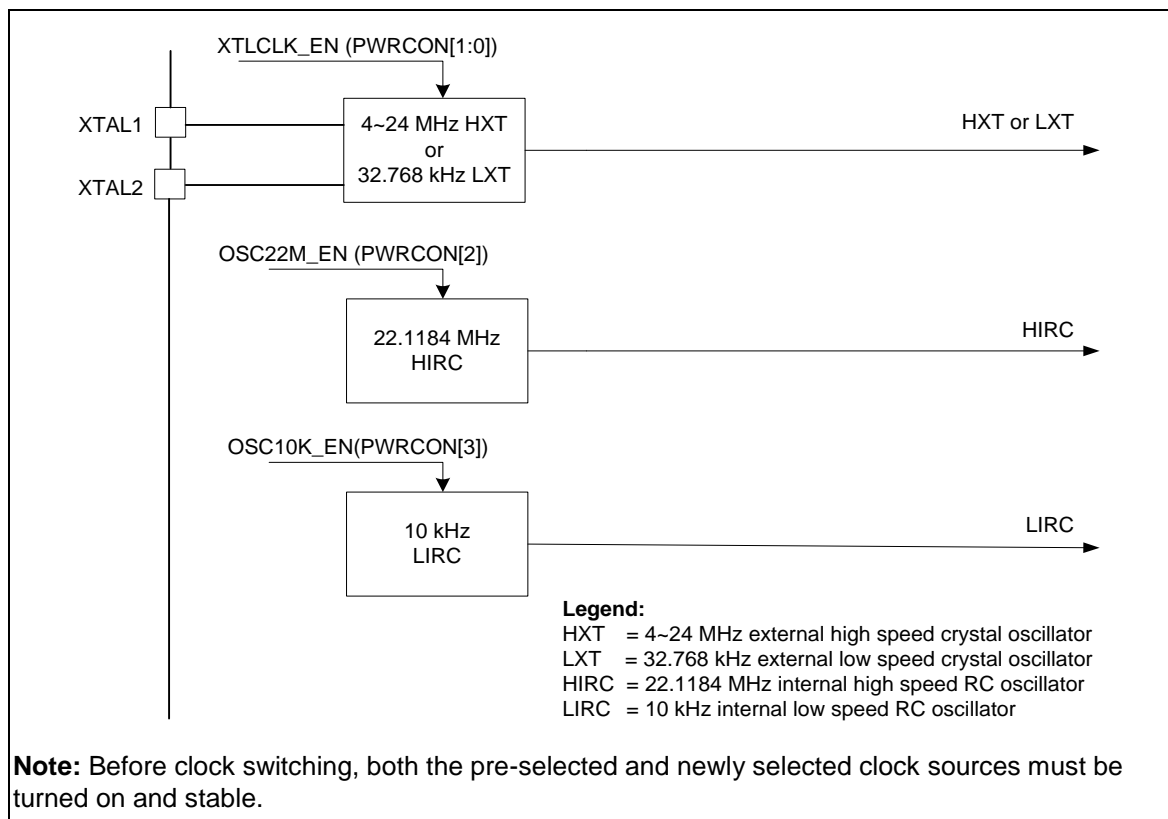 XTLCLK_EN (PWRCON[1:0])
XTAL1
4~24 MHz HXT
or
32.768 kHz LXT
HXT or LXT
XTAL2
OSC22M_EN (PWRCON[2])
22.1184 MHz
HIRC
HIRC
OSC10K_EN(PWRCON[3])
10 kHz
LIRC
LIRC
Legend:
HXT = 4~24 MHz external high speed crystal oscillator
LXT = 32.768 kHz external low speed crystal oscillator
HIRC = 22.1184 MHz internal high speed RC oscillator
LIRC = 10 kHz internal low speed RC oscillator
Note: Before clock switching, both the pre-selected and newly selected clock sources must be
turned on and stable.